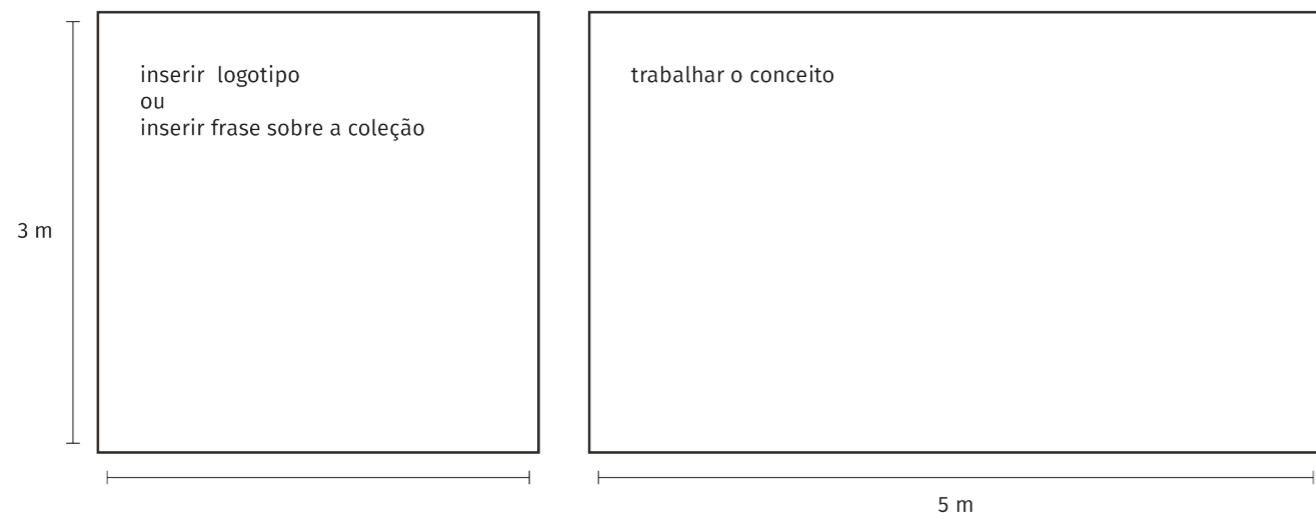 inserir  logotipo
ou
inserir frase sobre a coleção
trabalhar o conceito
3 m
5 m